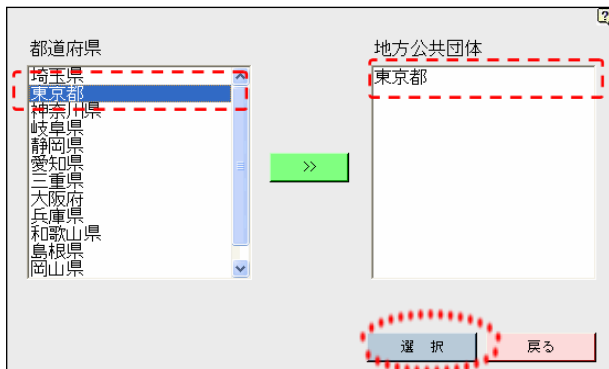 都道府県
地方公共団体
埼玉県
東京都
神奈川県
岐阜県
静岡県
愛知県
三重県
大阪府
兵庫県
和歌山県
島根県
岡山県
>>
東京都
選 択
戻る